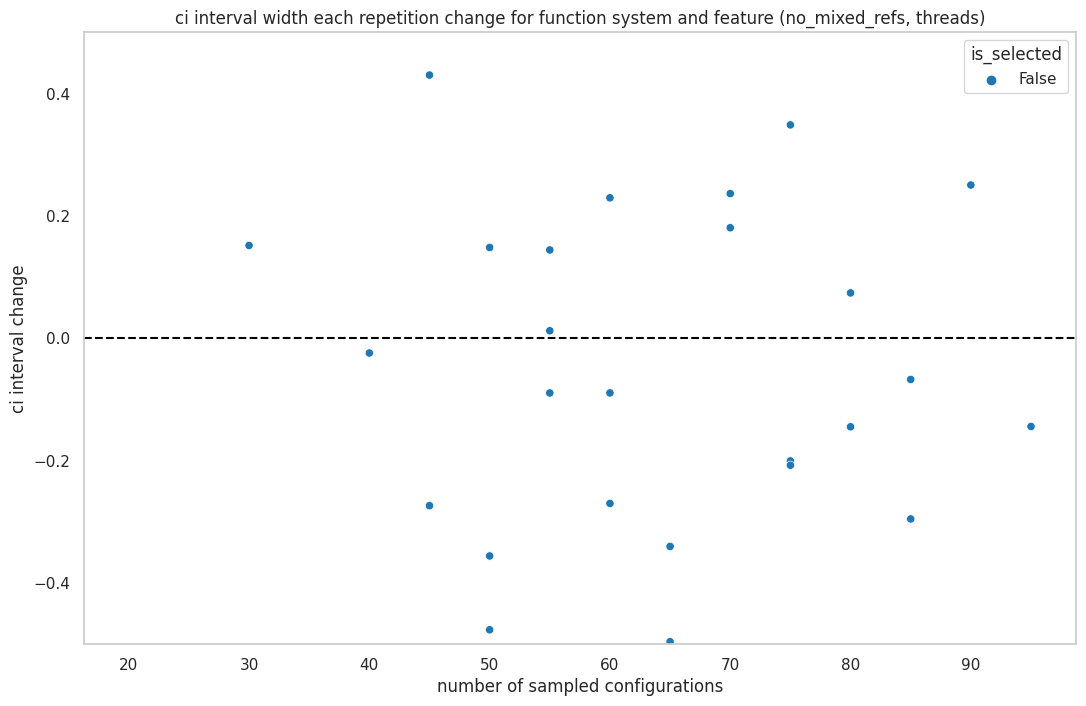 ci interval width each repetition change for function system and feature (no_mixed_refs, threads)
is_selected
False
ci interval change
0.4
0.2
0.0
−0.2
−0.4
20 30 40 50 60 70 80 90
number of sampled configurations